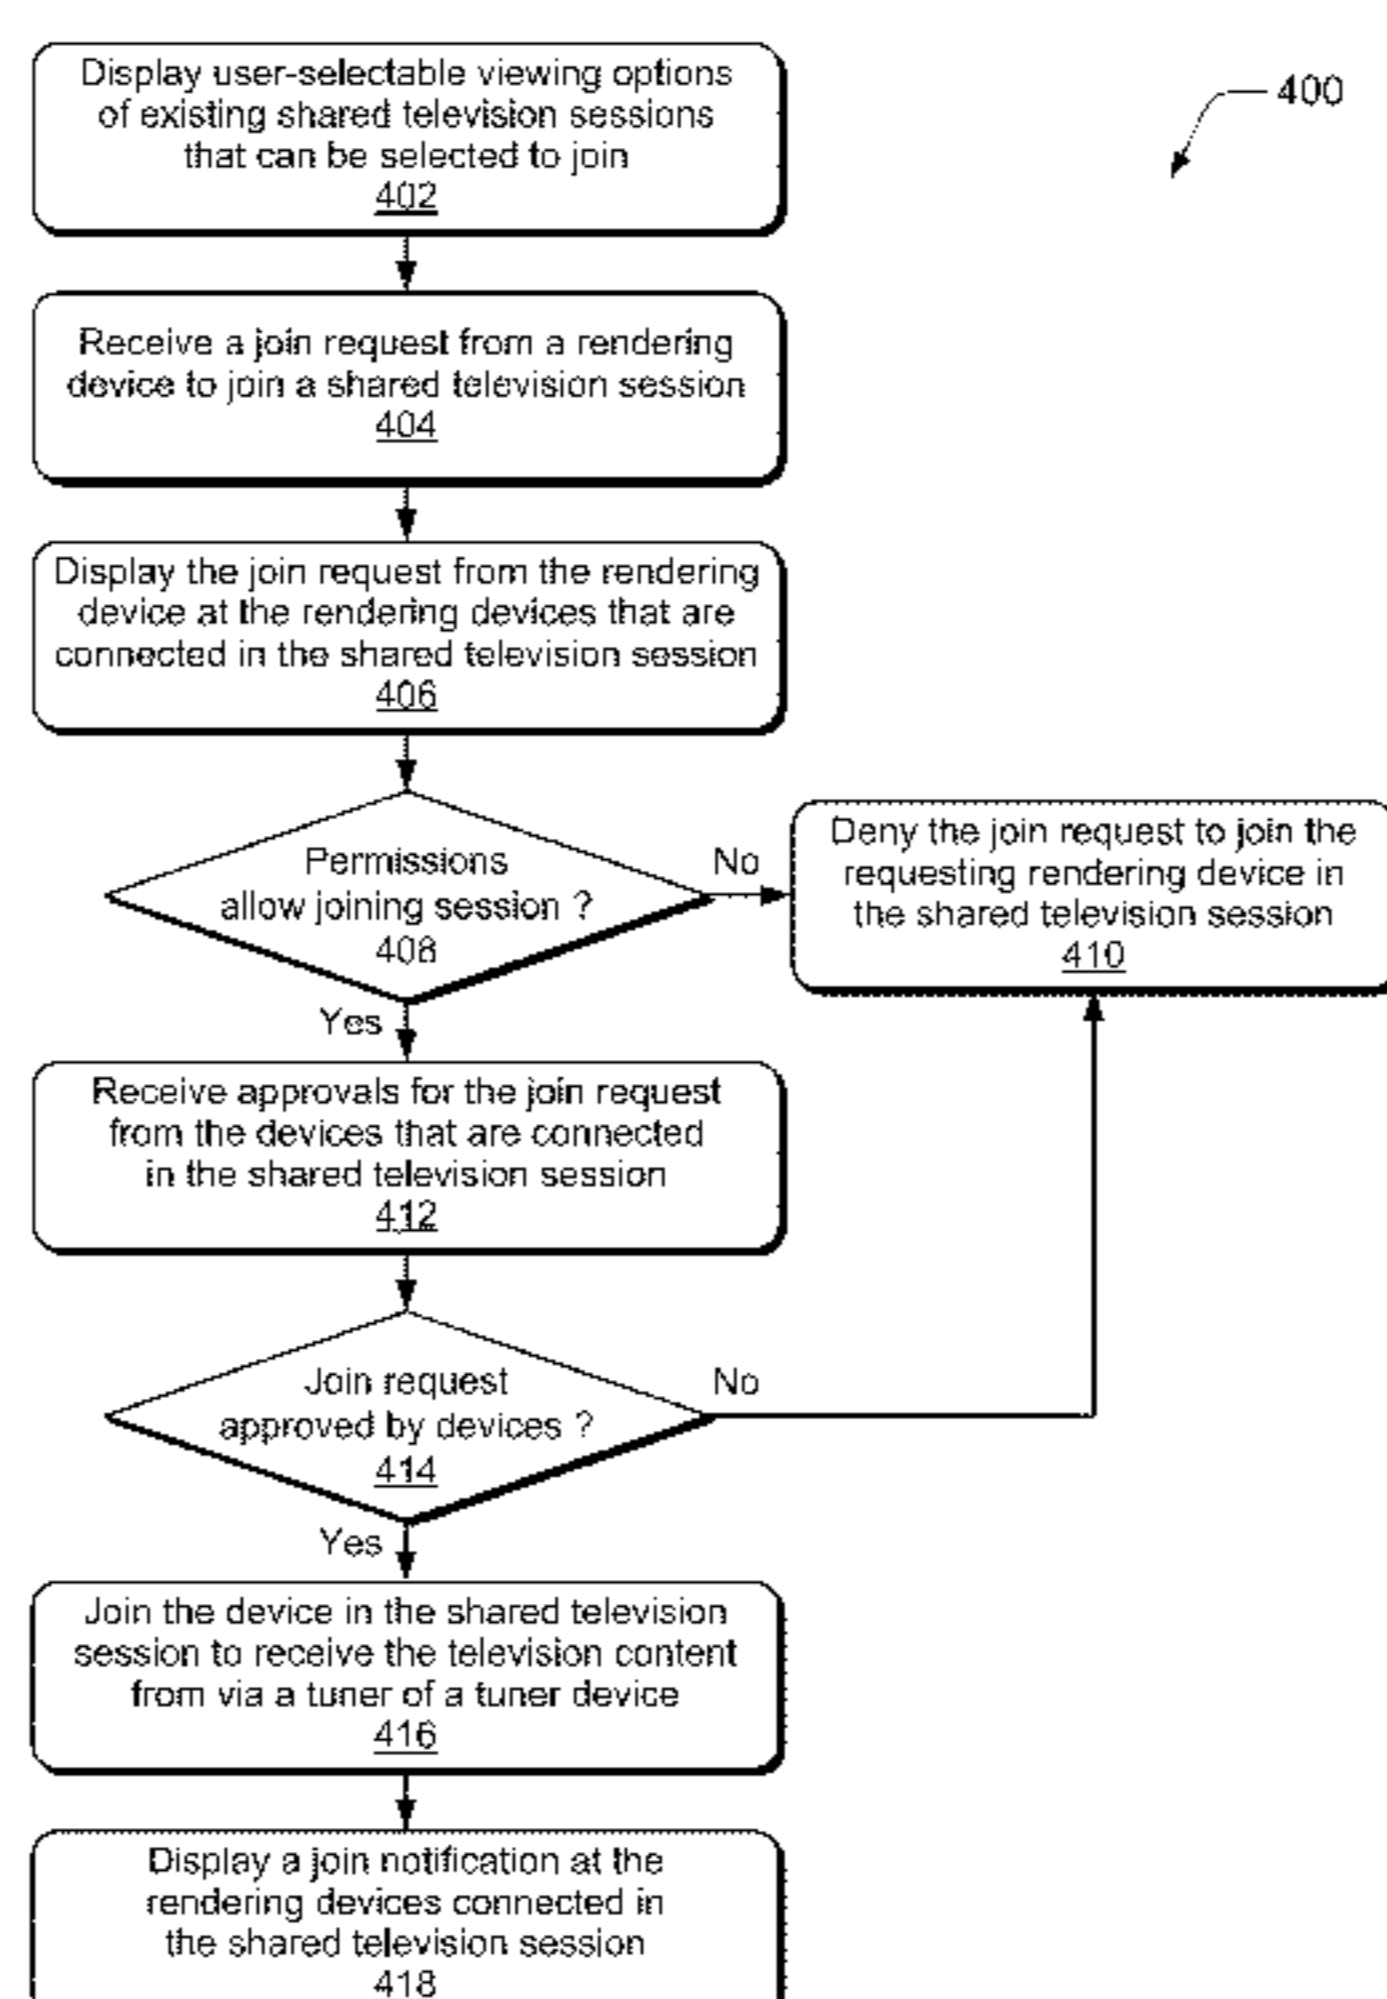 Display user-selectable viewing options
of existing shared television sessions
that can be selected to join
402
400
Receive a join request from a rendering
device to join a shared television session
404
Display the join request from the rendering
device at the rendering devices that are
connected in the shared television session
406
Permissions
allow joining session ?
408
No
Deny the join request to join the
requesting rendering device in
the shared television session
410
Yes
Receive approvals for the join request
from the devices that are connected
in the shared television session
412
Join request
approved by devices ?
414
No
Yes
Join the device in the shared television
session to receive the television content
from via a tuner of a tuner device
416
Display a join notification at the
rendering devices connected in
the shared television session
418